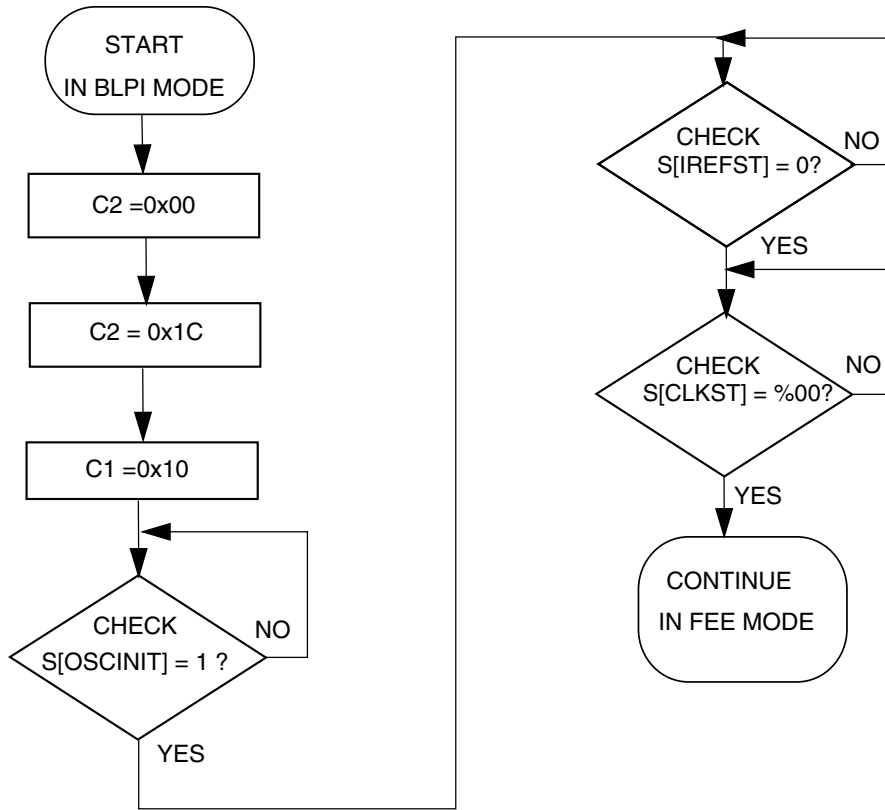 START
IN BLPI MODE
C2 =0x00
C2 = 0x1C
C1 =0x10
CHECK
S[OSCINIT] = 1 ?
NO
YES
CHECK
S[IREFST] = 0?
NO
YES
CHECK
S[CLKST] = %00?
NO
YES
CONTINUE
IN FEE MODE